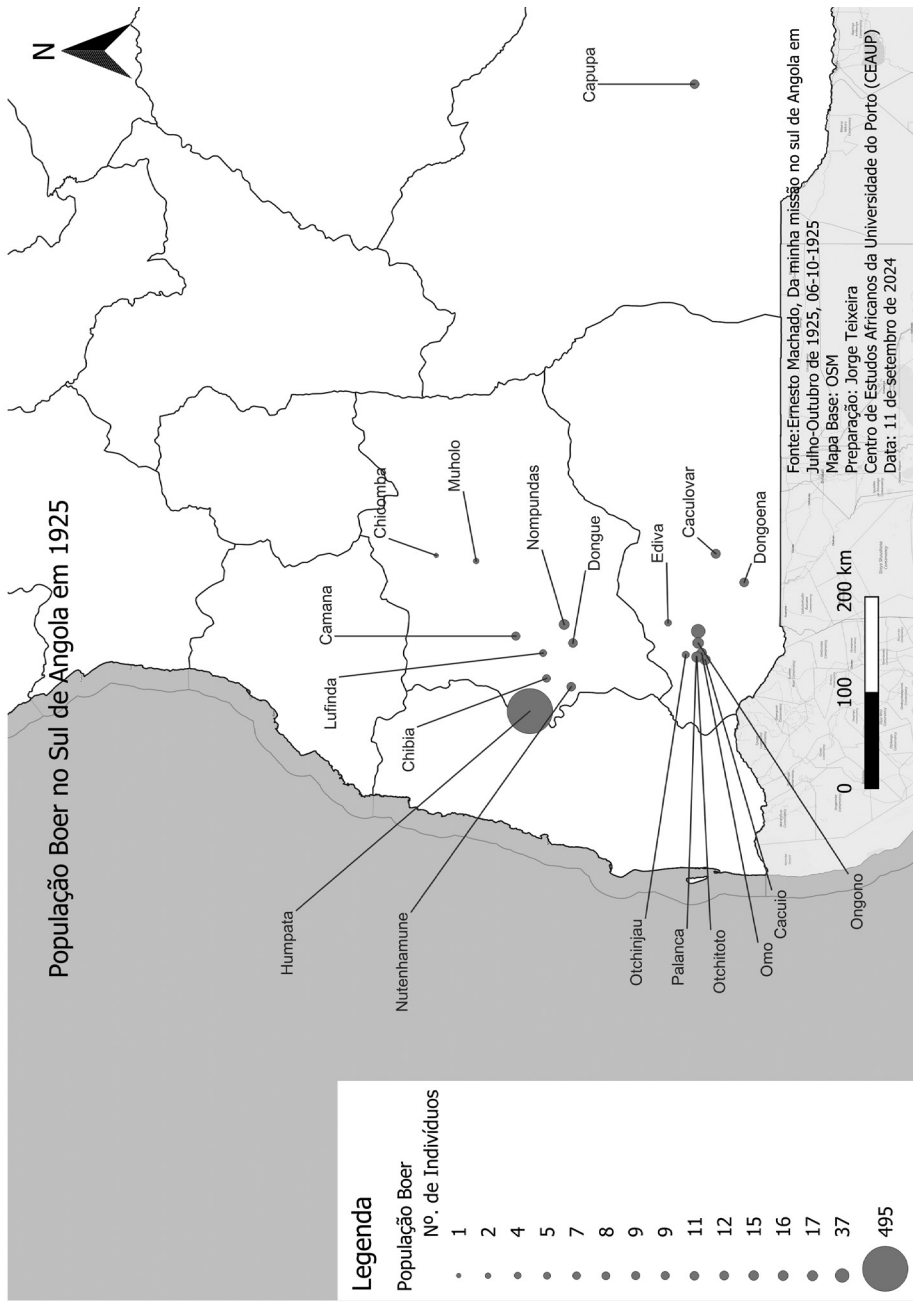 População Boer no Sul de Angola em 1925
N
Humpata
Nutenhamune
Chibia
Lufinda
Camana
Chicomba
Muholo
Nompundas
Dongue
Capupa
Ediva
Caculovar
Dongoena
Otchinjau
Palanca
Otchitoto
Omo
Cacuio
Ongono
Legenda
População Boer
Nº. de Indivíduos
1
2
4
5
7
8
9
9
11
12
15
16
17
37
495
0 100 200 km
Fonte:Ernesto Machado, Da minha missão no sul de Angola em
Julho-Outubro de 1925, 06-10-1925
Mapa Base: OSM
Preparação: Jorge Teixeira
Centro de Estudos Africanos da Universidade do Porto (CEAUP)
Data: 11 de setembro de 2024